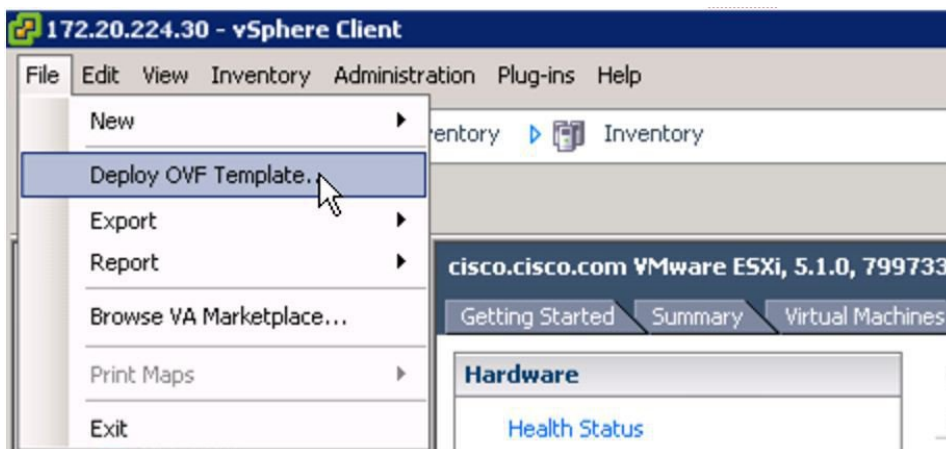 172.20.224.30 - vSphere Client
File Edit View Inventory Administration Plug-ins Help
New
Inventory
Deploy OVF Template...
Export
Report
cisco.cisco.com VMware ESXi, 5.1.0, 799733
Browse VA Marketplace...
Getting Started Summary Virtual Machines
Print Maps
Hardware
Exit
Health Status